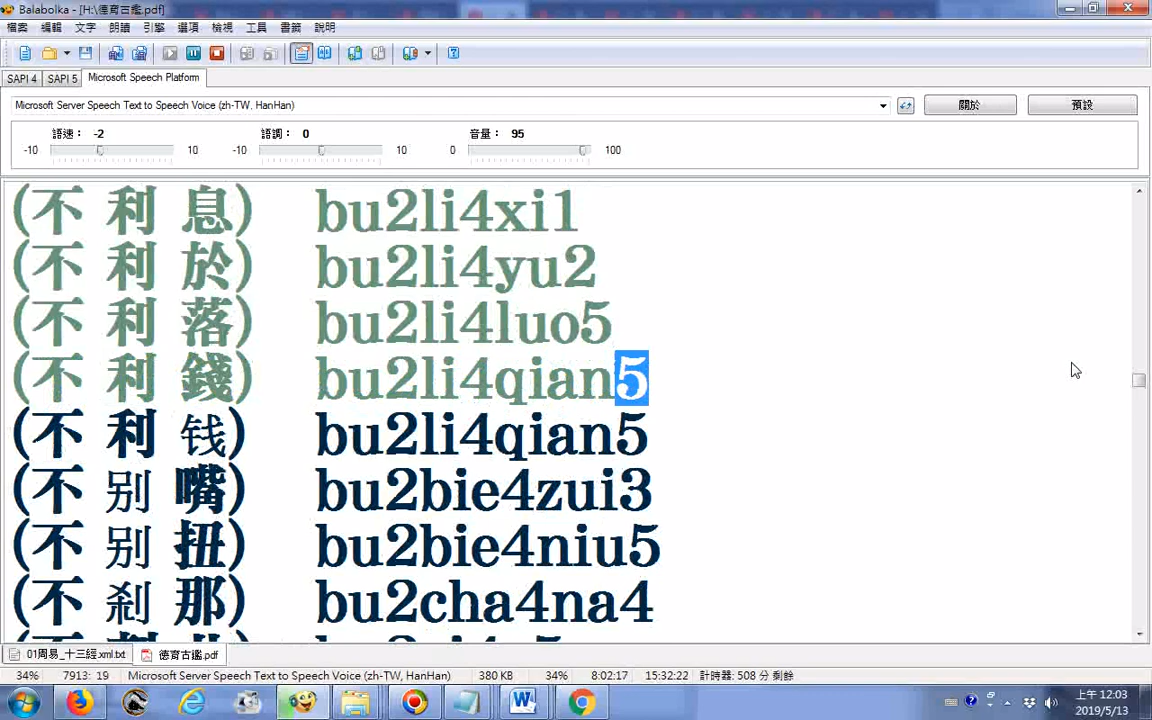 Balabolka - [H:\德育古鑑.pdf]
檔案 編輯 文字 朗讀 引擎 選項 檢視 工具 書籤 說明
SAPI 4 SAPI 5 Microsoft Speech Platform
Microsoft Server Speech Text to Speech Voice (zh-TW, HanHan) 關於 預設
語速： -2 語調： 0 音量： 95
-10 10 -10 10 0 100
(不 利 息) bu2li4xi1
(不 利 於) bu2li4yu2
(不 利 落) bu2li4luo5
(不 利 錢) bu2li4qian5
(不 利 钱) bu2li4qian5
(不 别 嘴) bu2bie4zui3
(不 别 扭) bu2bie4niu5
(不 剎 那) bu2cha4na4
01周易_十三經.xml.txt 德育古鑑.pdf
34% 7913: 19 Microsoft Server Speech Text to Speech Voice (zh-TW, HanHan) 380 KB 34% 8:02:17 15:32:22 計時器: 508 分 剩餘
上午 12:03
2019/5/13